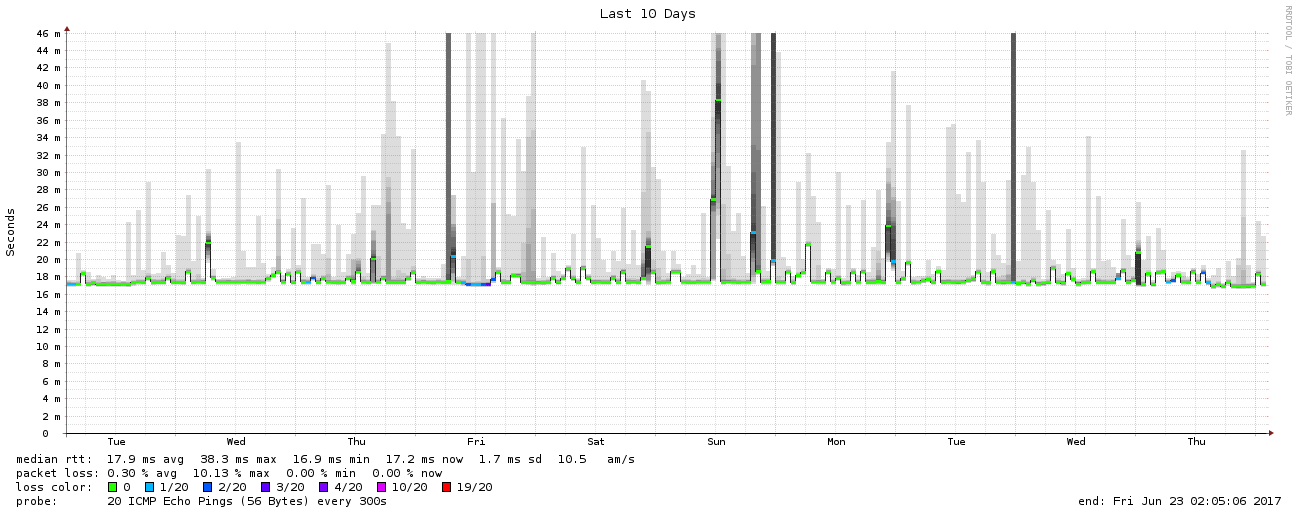 Last 10 Days
RRDTOOL / TOBI OETIKER
Seconds
46 m
44 m
42 m
40 m
38 m
36 m
34 m
32 m
30 m
28 m
26 m
24 m
22 m
20 m
18 m
16 m
14 m
12 m
10 m
8 m
6 m
4 m
2 m
0
Tue Wed Thu Fri Sat Sun Mon Tue Wed Thu
median rtt: 17.9 ms avg 38.3 ms max 16.9 ms min 17.2 ms now 1.7 ms sd 10.5 am/s
packet loss: 0.30 % avg 10.13 % max 0.00 % min 0.00 % now
loss color: 0 1/20 2/20 3/20 4/20 10/20 19/20
probe: 20 ICMP Echo Pings (56 Bytes) every 300s end: Fri Jun 23 02:05:06 2017